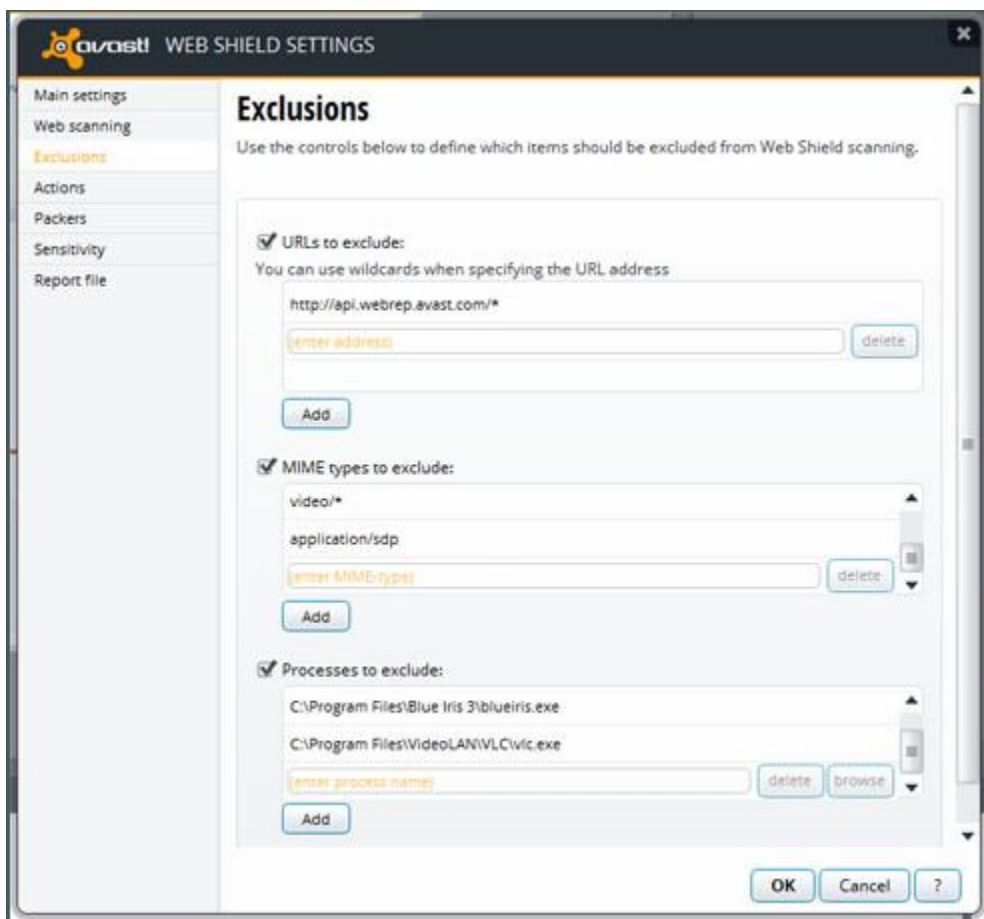 avast! WEB SHIELD SETTINGS
Main settings
Web scanning
Exclusions
Actions
Packers
Sensitivity
Report file
Exclusions
Use the controls below to define which items should be excluded from Web Shield scanning.
URLs to exclude:
You can use wildcards when specifying the URL address
http://api.webrep.avast.com/*
(enter address)
delete
Add
MIME types to exclude:
video/*
application/sdp
(enter MIME-type)
delete
Add
Processes to exclude:
C:\Program Files\Blue Iris 3\blueiris.exe
C:\Program Files\VideoLAN\VLC\vlc.exe
(enter process name)
delete
browse
Add
OK
Cancel
?